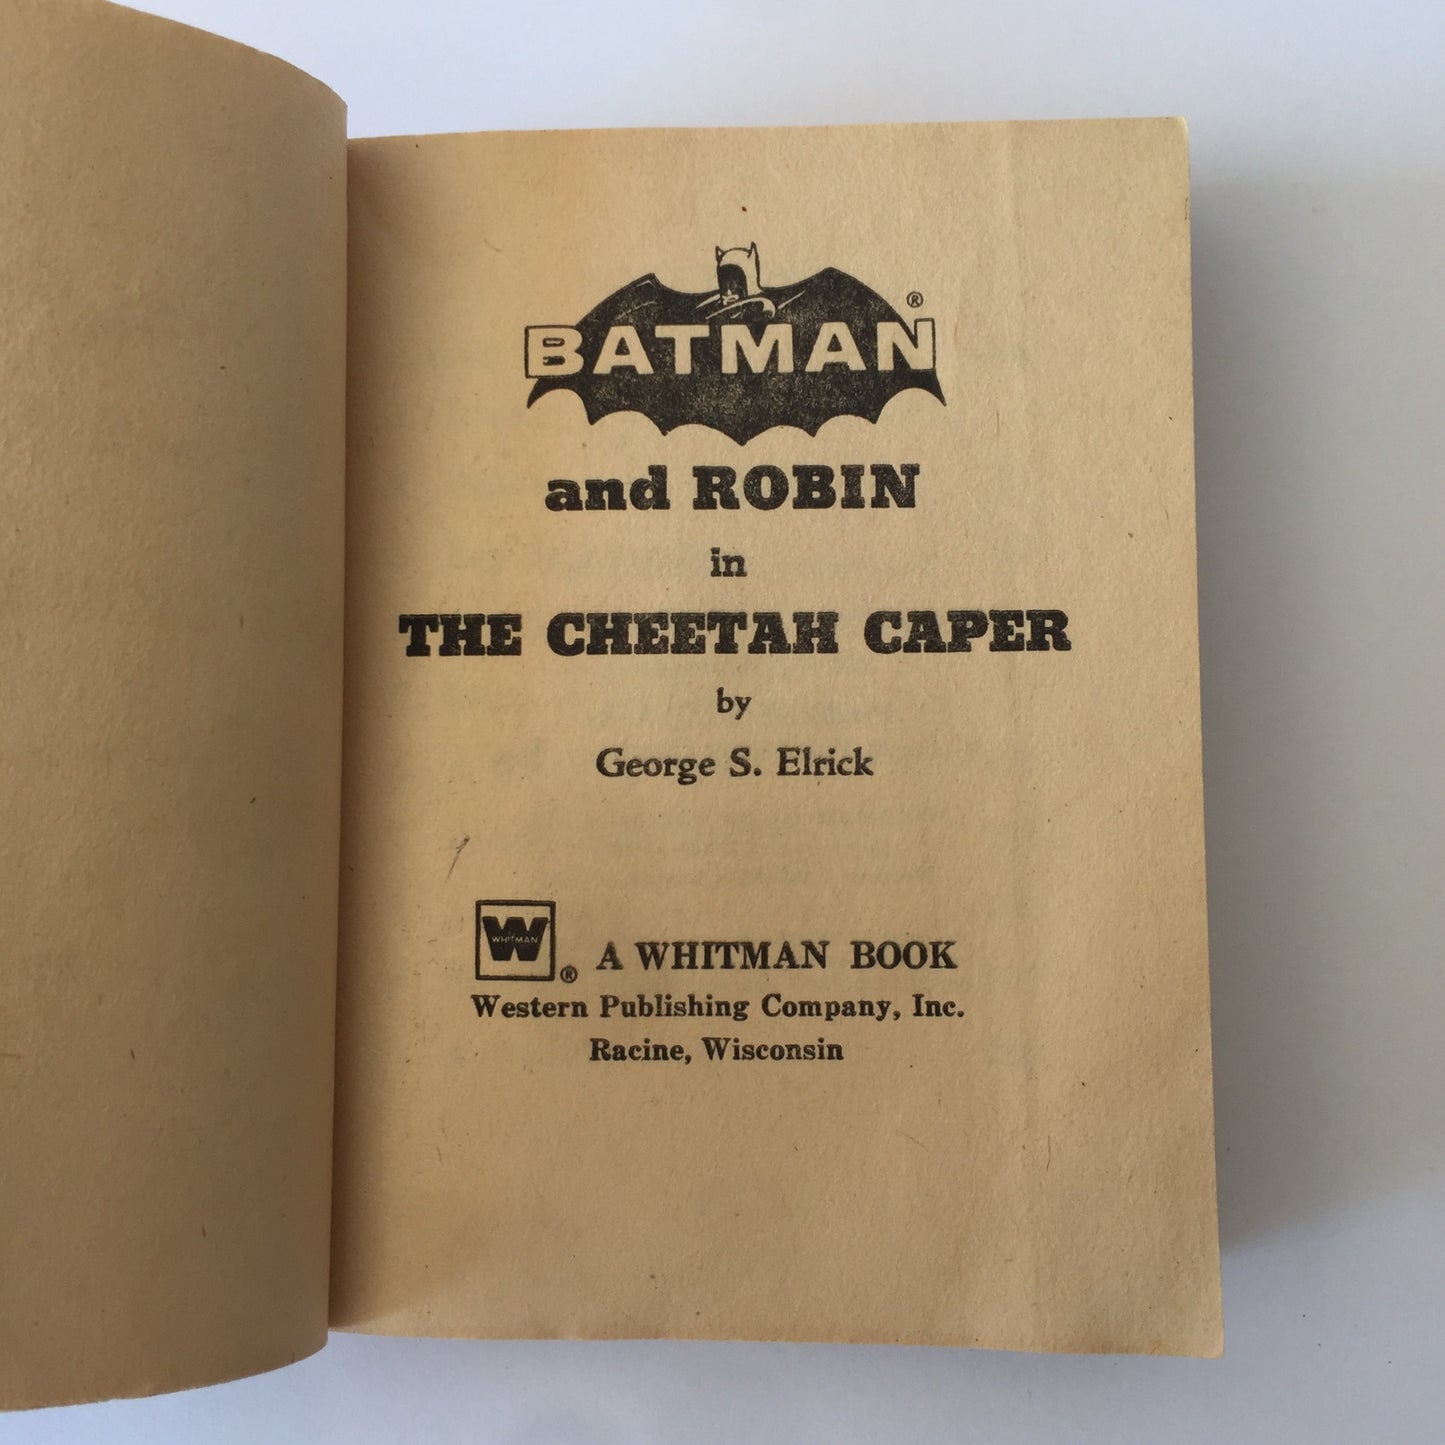 BATMAN ®
and ROBIN
in
THE CHEETAH CAPER
by
George S. Elrick
W WHITMAN ® A WHITMAN BOOK
Western Publishing Company, Inc.
Racine, Wisconsin